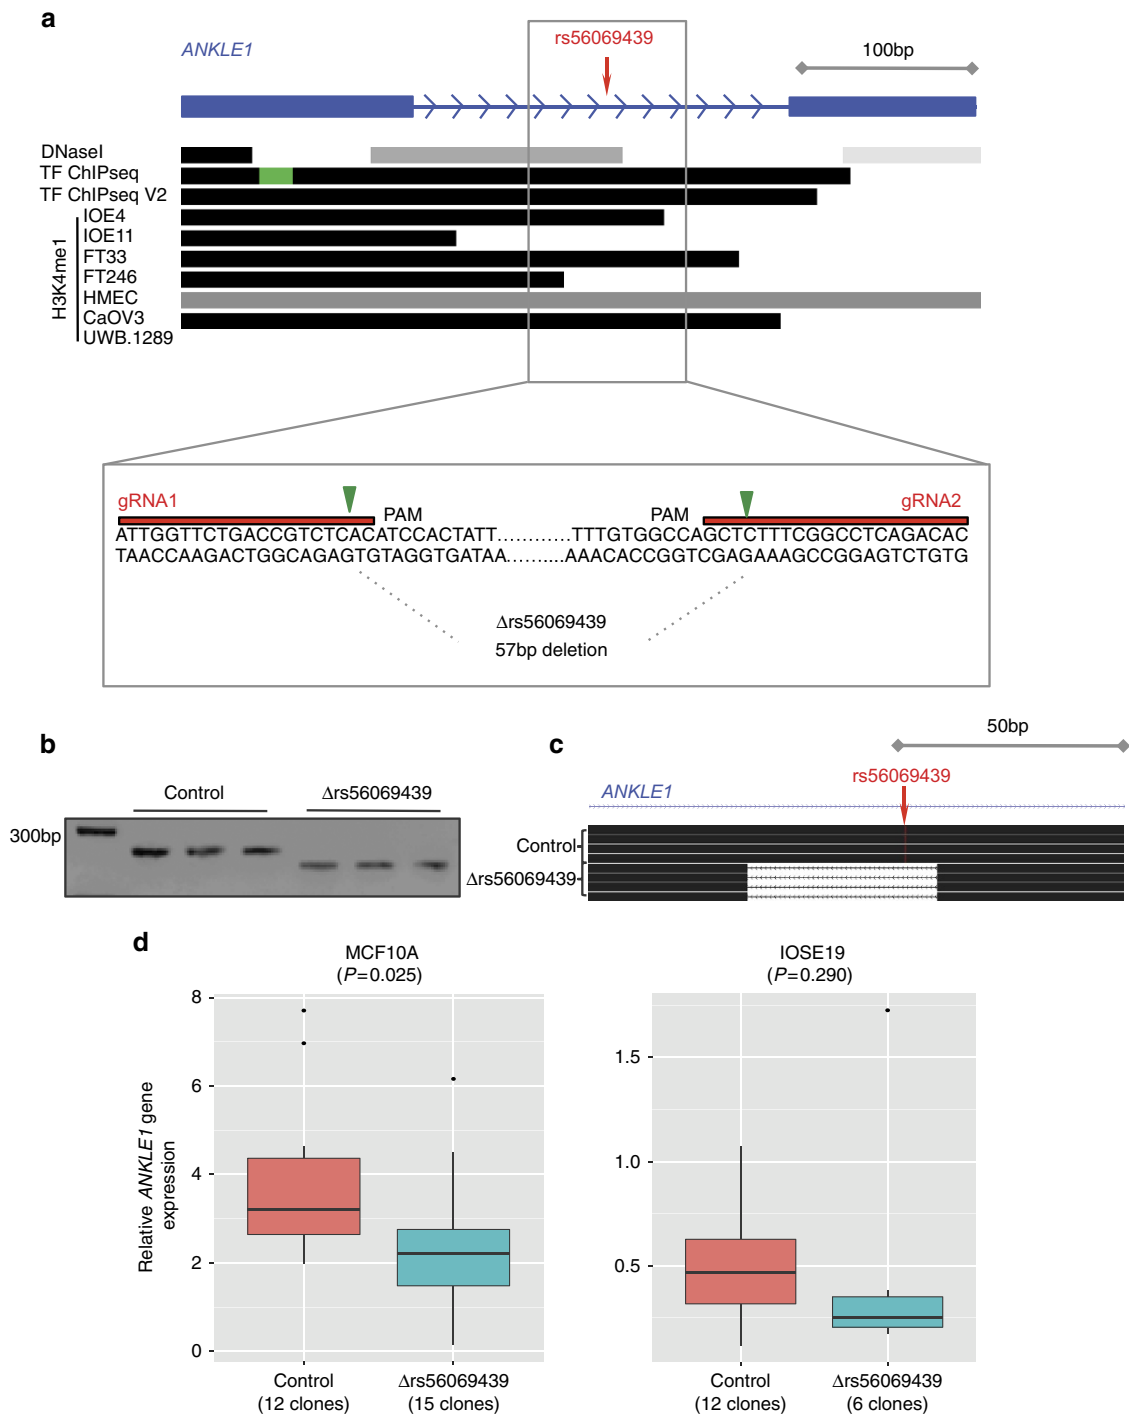 a
ANKLE1
rs56069439
100bp
DNaseI
TF ChIPseq
TF ChIPseq V2
H3K4me1
IOE4
IOE11
FT33
FT246
HMEC
CaOV3
UWB.1289
gRNA1
PAM
PAM
gRNA2
ATTGGTTCTGACCGTCTCACATCCACTATT............TTTGTGGCCAGCTCTTTCGGCCTCAGACAC
TAACCAAGACTGGCAGAGTGTAGGTGATAA..........AAACACCGGTCGAGAAAGCCGGAGTCTGTG
Δrs56069439
57bp deletion
b
Control
Δrs56069439
300bp
c
50bp
rs56069439
ANKLE1
Control
Δrs56069439
d
MCF10A
(P=0.025)
Relative ANKLE1 gene
expression
8
6
4
2
0
Control
(12 clones)
Δrs56069439
(15 clones)
IOSE19
(P=0.290)
1.5
1.0
0.5
Control
(12 clones)
Δrs56069439
(6 clones)